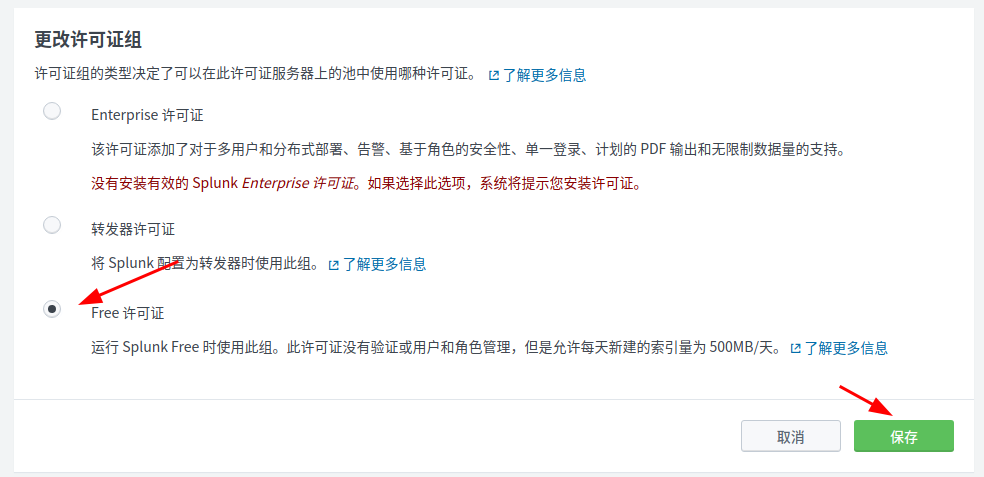 更改许可证组
许可证组的类型决定了可以在此许可证服务器上的池中使用哪种许可证。 了解更多信息
Enterprise 许可证
该许可证添加了对于多用户和分布式部署、告警、基于角色的安全性、单一登录、计划的 PDF 输出和无限制数据量的支持。
没有安装有效的 Splunk Enterprise 许可证。如果选择此选项，系统将提示您安装许可证。
转发器许可证
将 Splunk 配置为转发器时使用此组。 了解更多信息
Free 许可证
运行 Splunk Free 时使用此组。此许可证没有验证或用户和角色管理，但是允许每天新建的索引量为 500MB/天。 了解更多信息
取消
保存